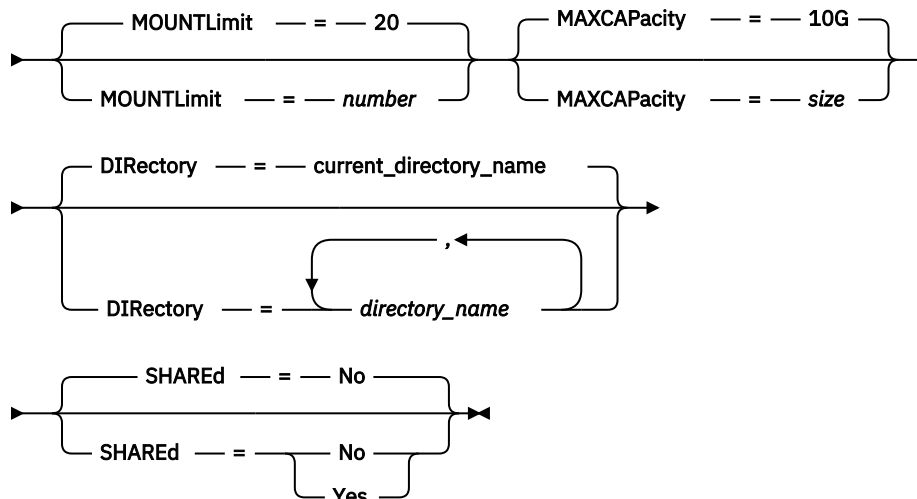 MOUNTLimit = 20 MAXCAPacity = 10G
MOUNTLimit = number MAXCAPacity = size
DIRectory = current_directory_name
,
DIRectory = directory_name
SHAREd = No
SHAREd = No
Yes